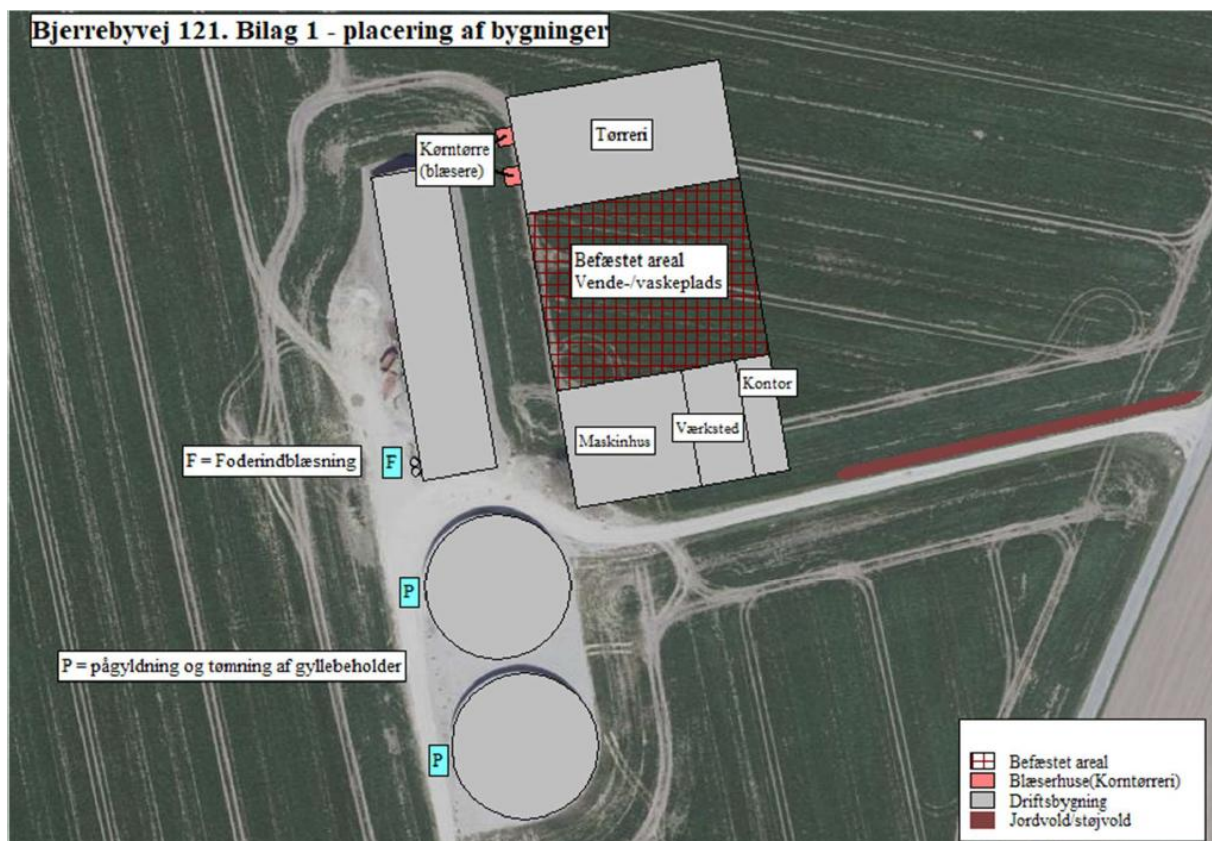 Bjerrebyvej 121. Bilag 1 - placering af bygninger
Tørreri
Kørntørre
(blæsere)
Befæstet areal
Vende-/vaskeplads
Kontor
Værksted
Maskinhus
F = Foderindblæsning
F
P
P = pågyldning og tømning af gyllebeholder
P
Befæstet areal
Blæserhuse(Korntørreri)
Driftsbygning
Jordvold/støjvold